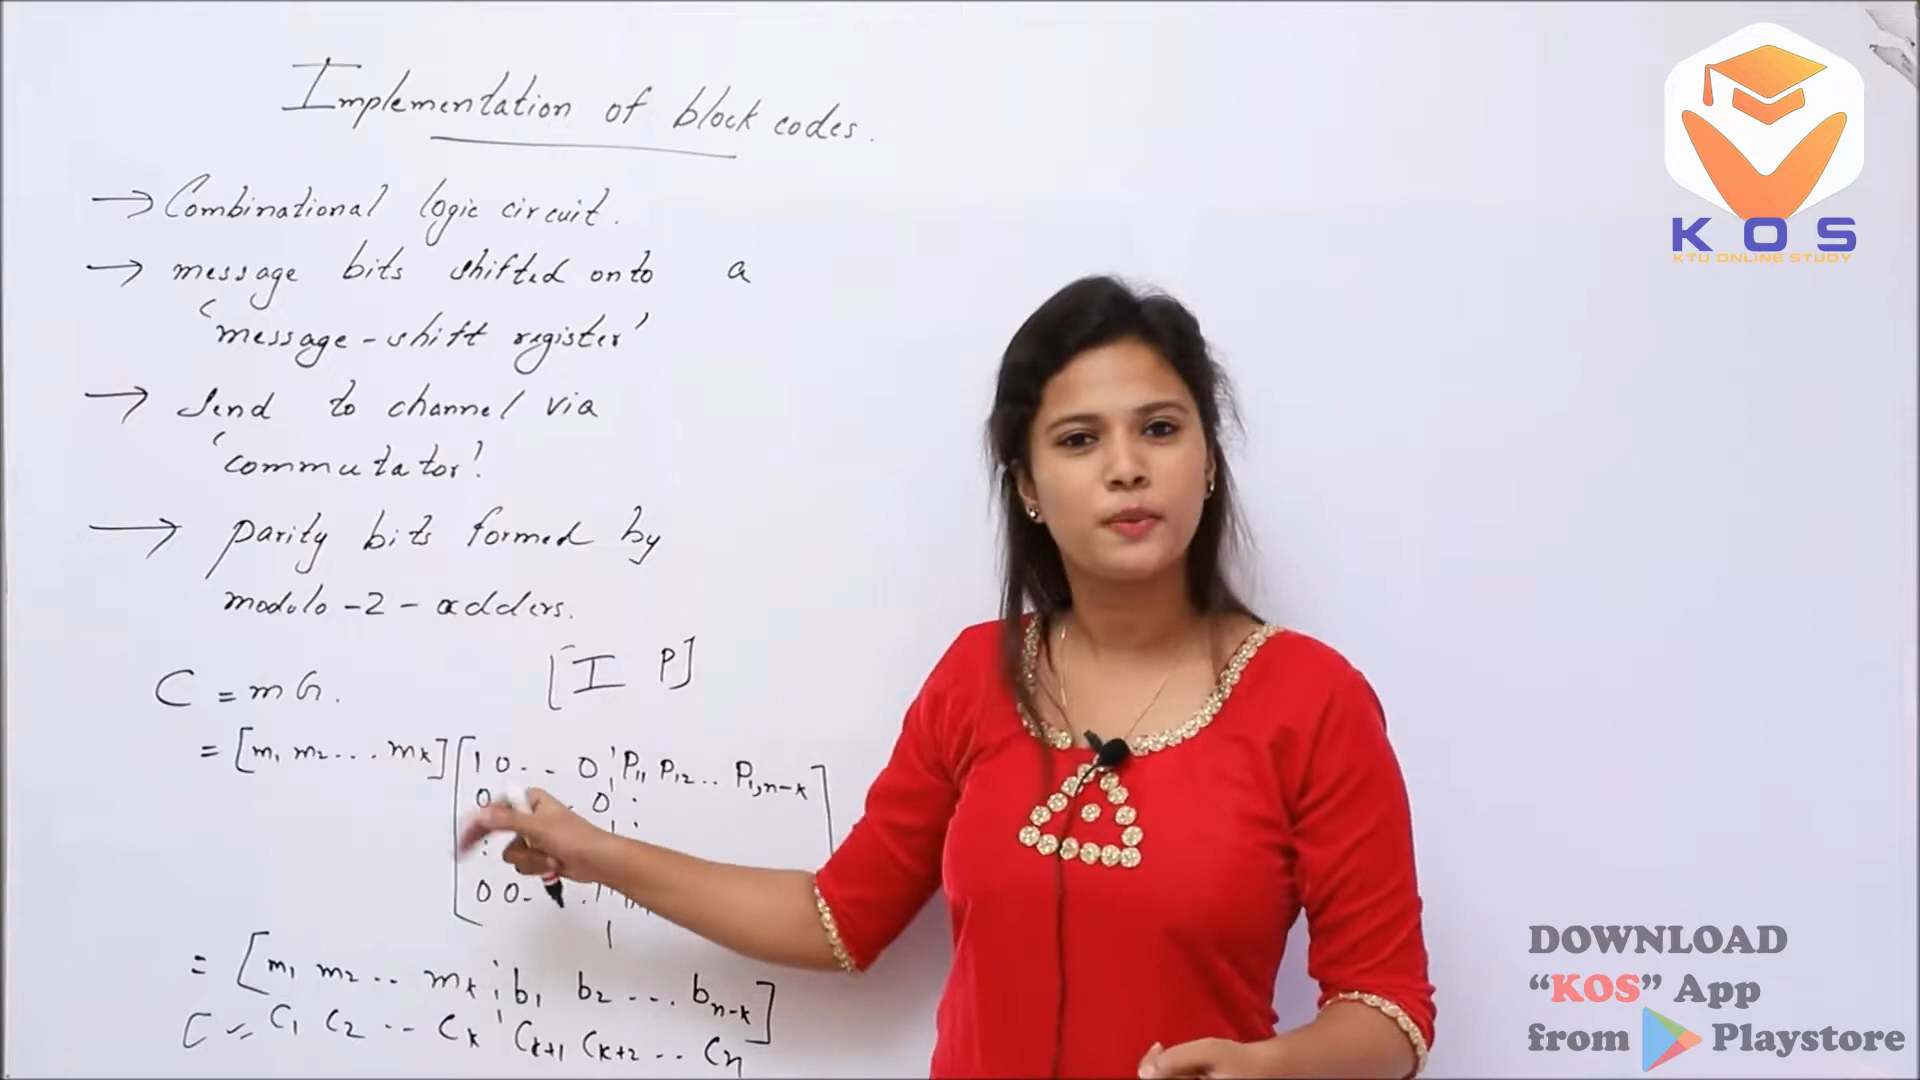 Implementation of block codes.
→ Combinational logic circuit.
→ message bits shifted onto a
'message-shift register'
→ Send to channel via
'commutator'.
→ parity bits formed by
modulo-2-adders.
C = mG. [I P]
= [m1 m2 ... mk] [1 0 . . 0 ¦ P11 P12 .. P1,n-k
0 . 0 :
:
0 0 . . 1 ]
= [m1 m2 .. mk ¦ b1 b2 ... bn-k]
C = C1 C2 .. Ck ' Ck+1 Ck+2 .. Cn
KOS
KTU ONLINE STUDY
DOWNLOAD
“KOS” App
from Playstore